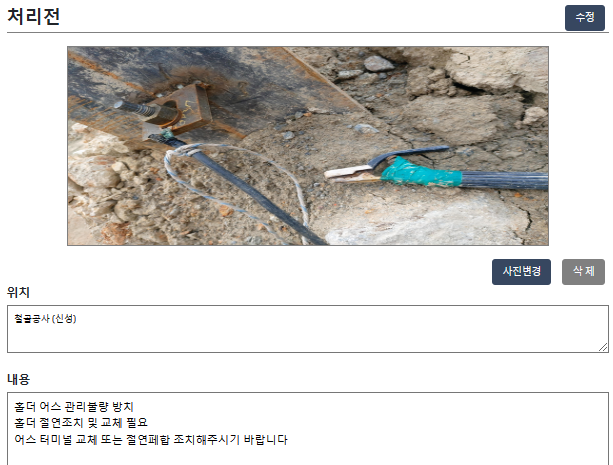 처리전
수정
사진변경
삭 제
위치
철골공사 (신성)
내용
홀더 어스 관리불량 방치
홀더 절연조치 및 교체 필요
어스 터미널 교체 또는 절연폐합 조치해주시기 바랍니다